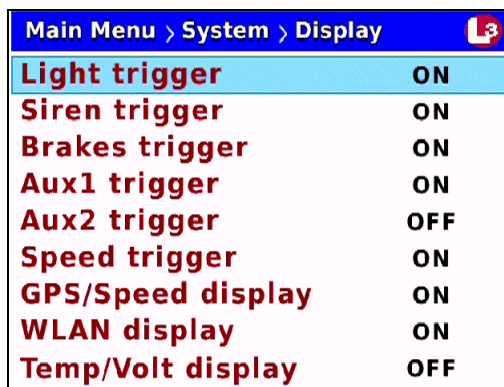 Main Menu > System > Display L3
Light trigger ON
Siren trigger ON
Brakes trigger ON
Aux1 trigger ON
Aux2 trigger OFF
Speed trigger ON
GPS/Speed display ON
WLAN display ON
Temp/Volt display OFF